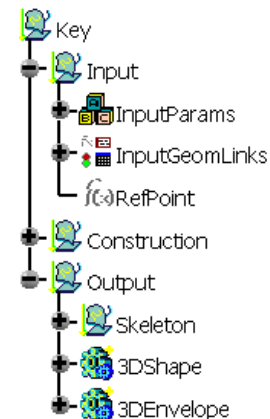 Key
Input
InputParams
InputGeomLinks
f(x) RefPoint
Construction
Output
Skeleton
3DShape
3DEnvelope